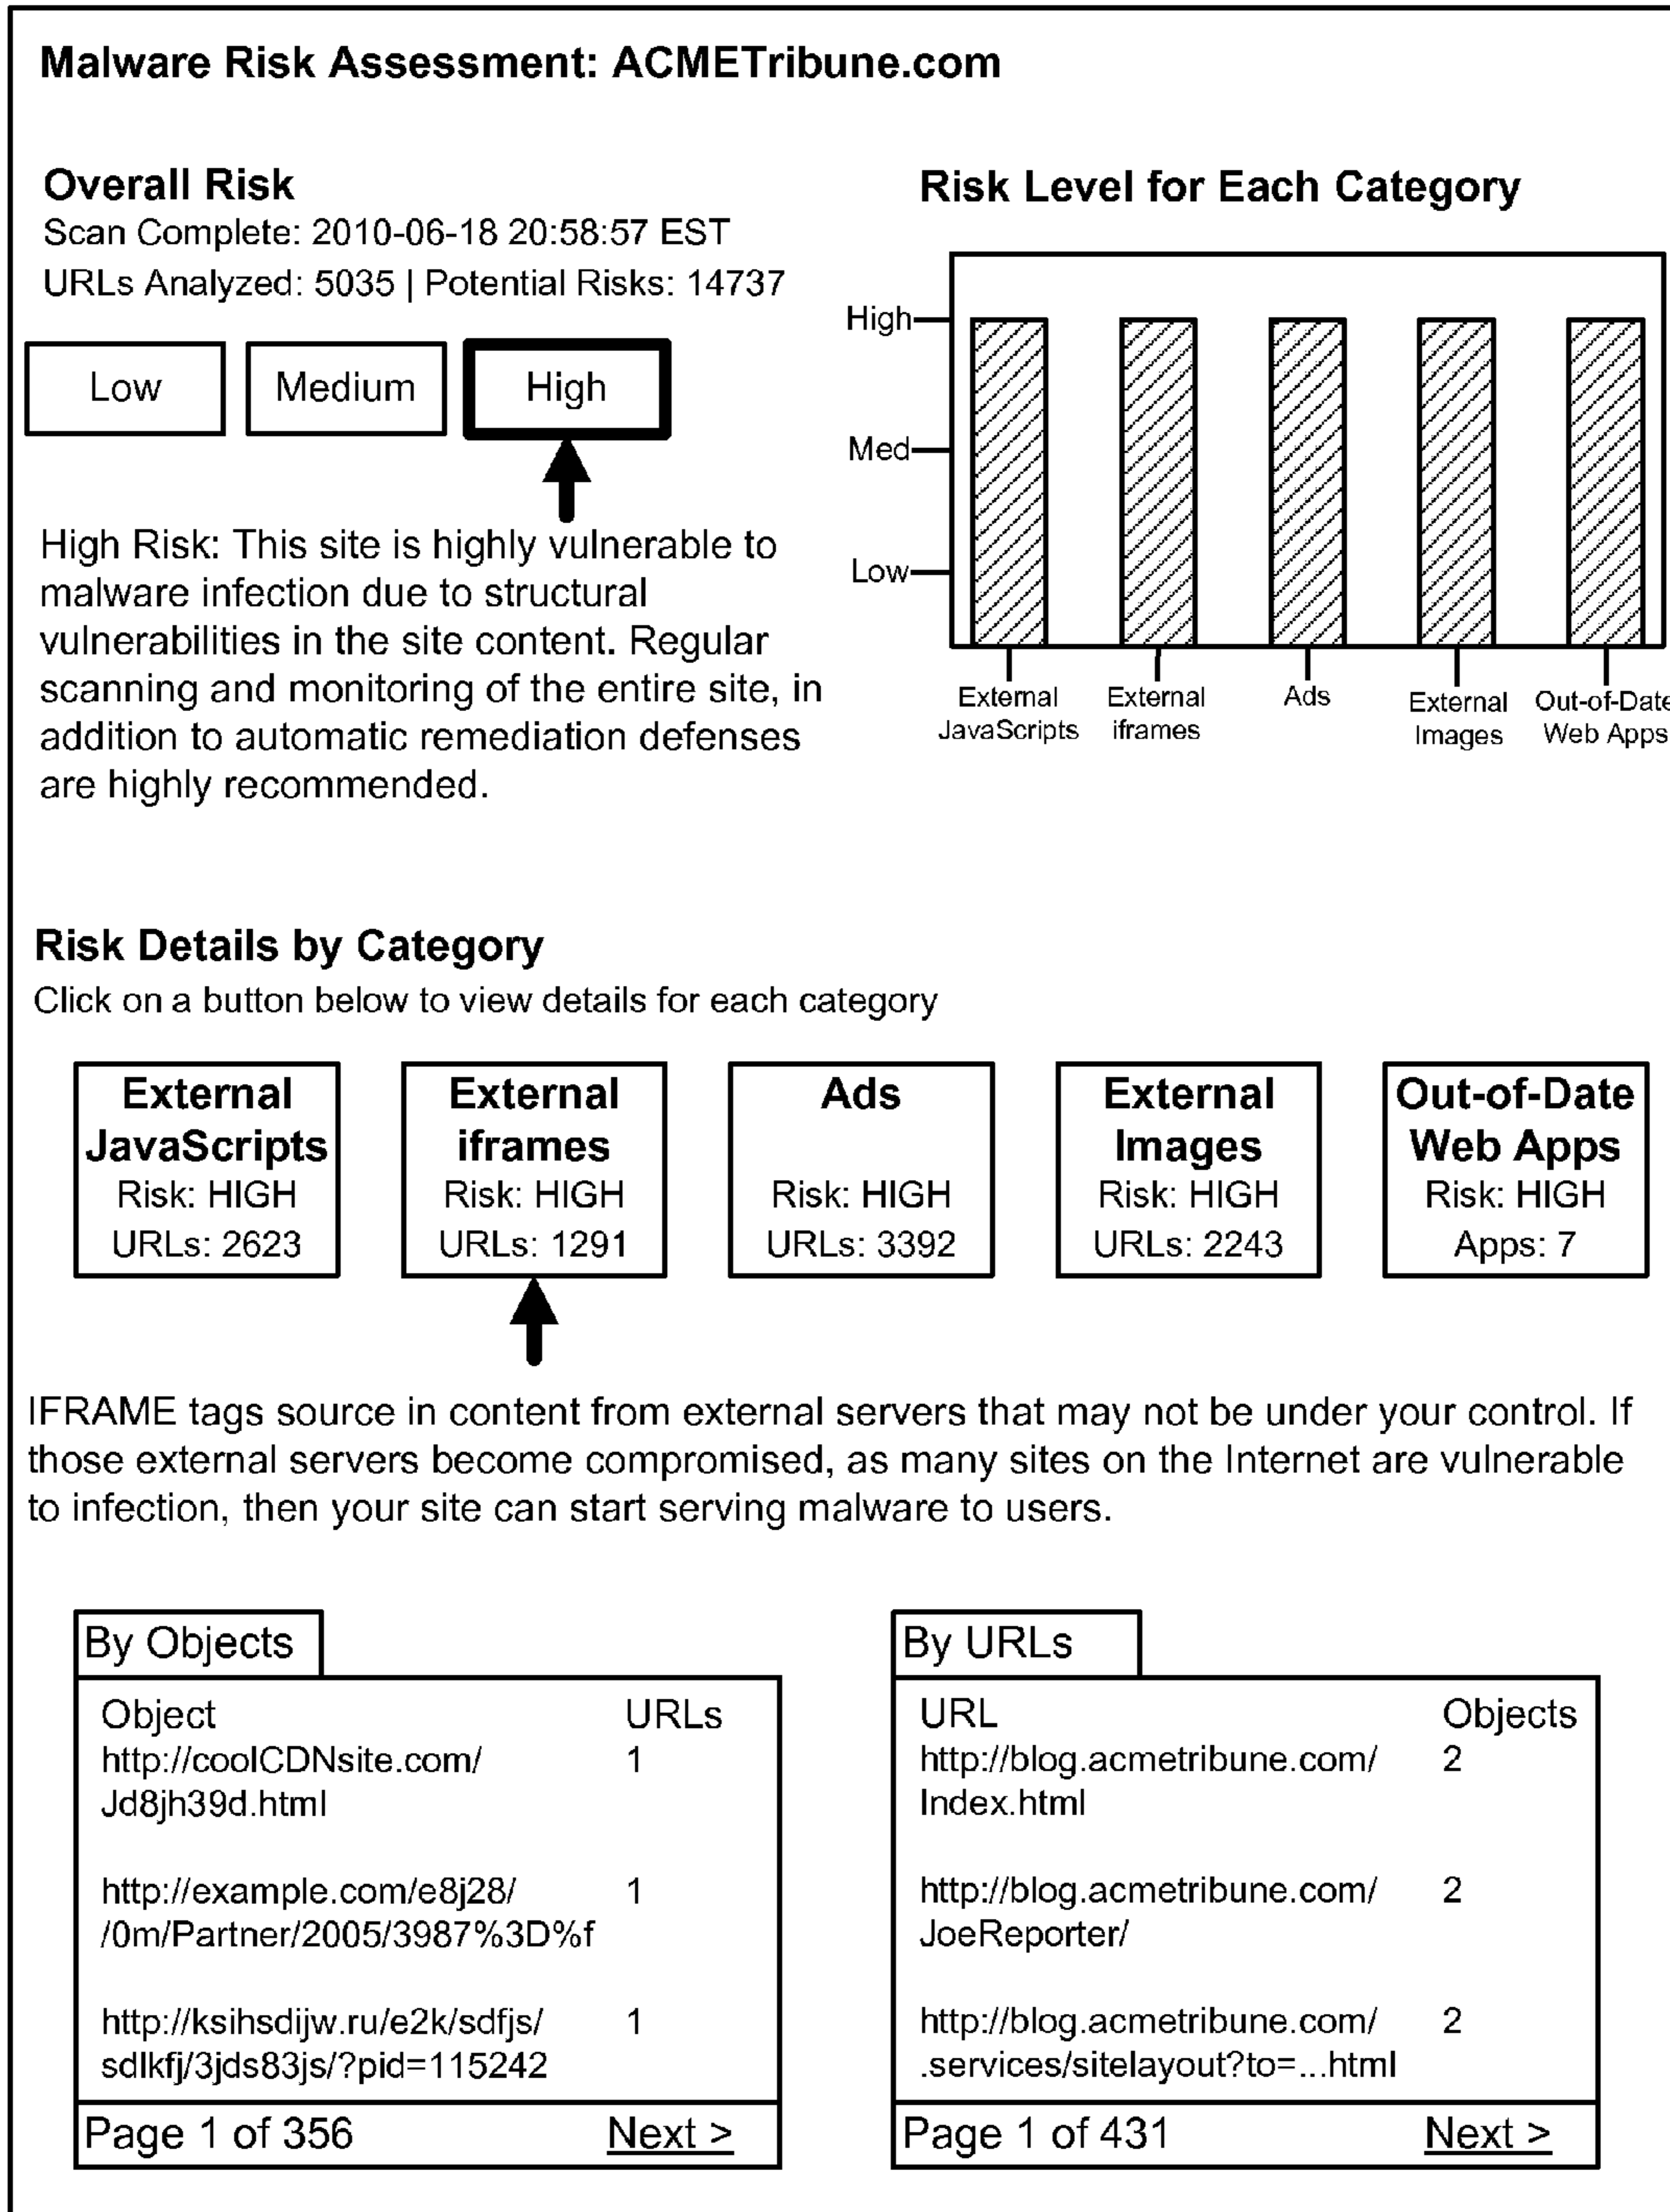 Malware Risk Assessment: ACMETribune.com
Overall Risk
Scan Complete: 2010-06-18 20:58:57 EST
URLs Analyzed: 5035 | Potential Risks: 14737
Low
Medium
High
High Risk: This site is highly vulnerable to
malware infection due to structural
vulnerabilities in the site content. Regular
scanning and monitoring of the entire site, in
addition to automatic remediation defenses
are highly recommended.
Risk Level for Each Category
High
Med
Low
External
JavaScripts
External
iframes
Ads
External
Images
Out-of-Date
Web Apps
Risk Details by Category
Click on a button below to view details for each category
External
JavaScripts
Risk: HIGH
URLs: 2623
External
iframes
Risk: HIGH
URLs: 1291
Ads
Risk: HIGH
URLs: 3392
External
Images
Risk: HIGH
URLs: 2243
Out-of-Date
Web Apps
Risk: HIGH
Apps: 7
IFRAME tags source in content from external servers that may not be under your control. If
those external servers become compromised, as many sites on the Internet are vulnerable
to infection, then your site can start serving malware to users.
By Objects
Object URLs
http://coolCDNsite.com/ 1
Jd8jh39d.html
http://example.com/e8j28/ 1
/0m/Partner/2005/3987%3D%f
http://ksihsdijw.ru/e2k/sdfjs/ 1
sdlkfj/3jds83js/?pid=115242
Page 1 of 356 Next >
By URLs
URL Objects
http://blog.acmetribune.com/ 2
Index.html
http://blog.acmetribune.com/ 2
JoeReporter/
http://blog.acmetribune.com/ 2
.services/sitelayout?to=...html
Page 1 of 431 Next >